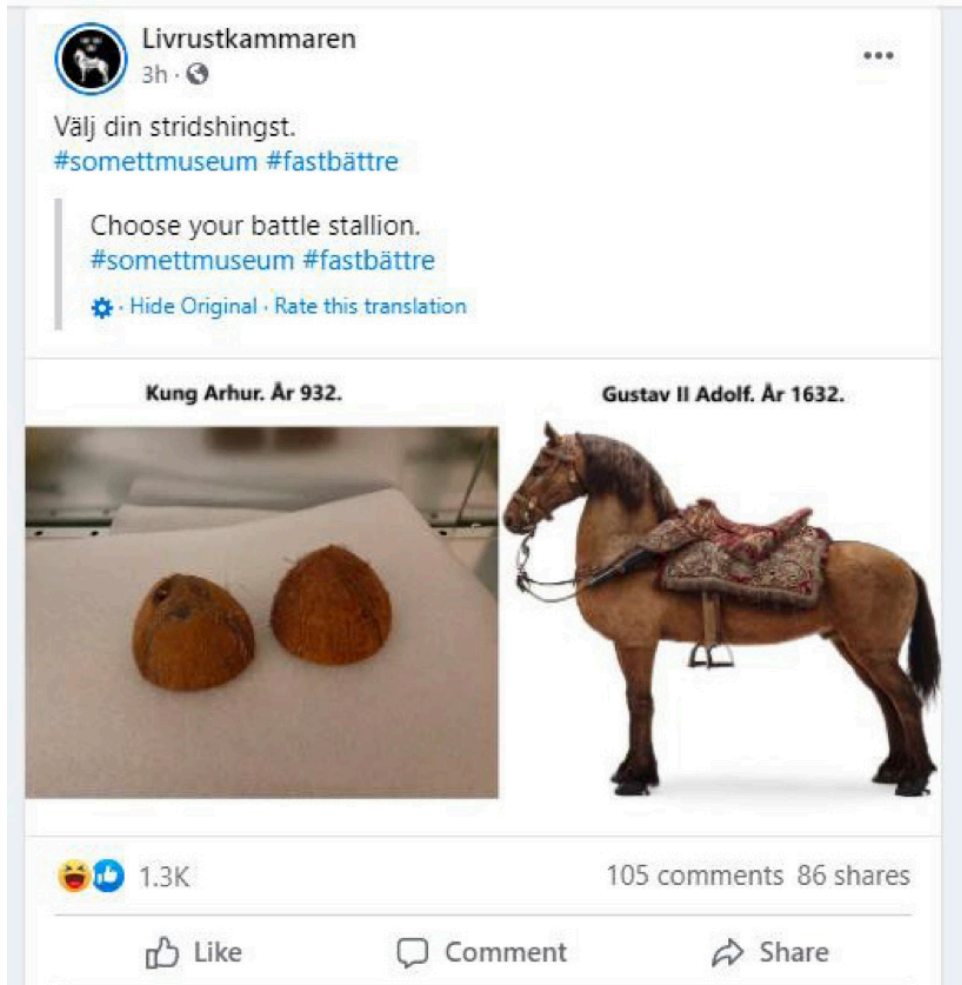 Livrustkammaren
3h ·
Välj din stridshingst.
#somettmuseum #fastbättre
Choose your battle stallion.
#somettmuseum #fastbättre
· Hide Original · Rate this translation
Kung Arhur. År 932.
Gustav II Adolf. År 1632.
1.3K
105 comments 86 shares
Like
Comment
Share